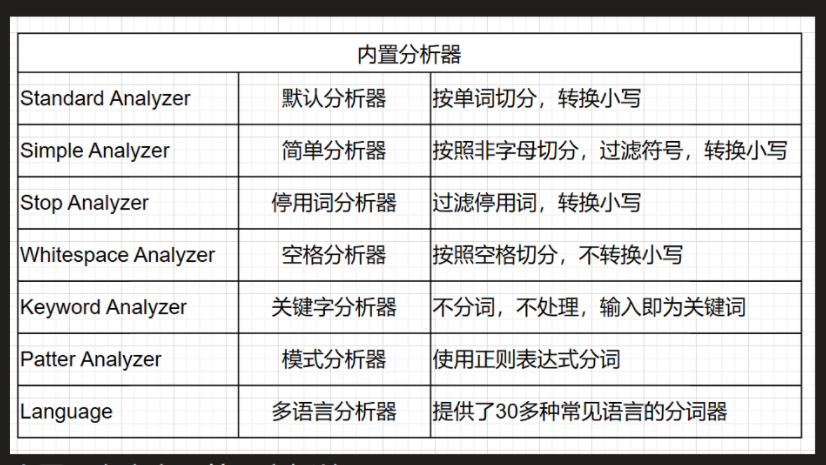 内置分析器
Standard Analyzer 默认分析器 按单词切分，转换小写
Simple Analyzer 简单分析器 按照非字母切分，过滤符号，转换小写
Stop Analyzer 停用词分析器 过滤停用词，转换小写
Whitespace Analyzer 空格分析器 按照空格切分，不转换小写
Keyword Analyzer 关键字分析器 不分词，不处理，输入即为关键词
Patter Analyzer 模式分析器 使用正则表达式分词
Language 多语言分析器 提供了30多种常见语言的分词器